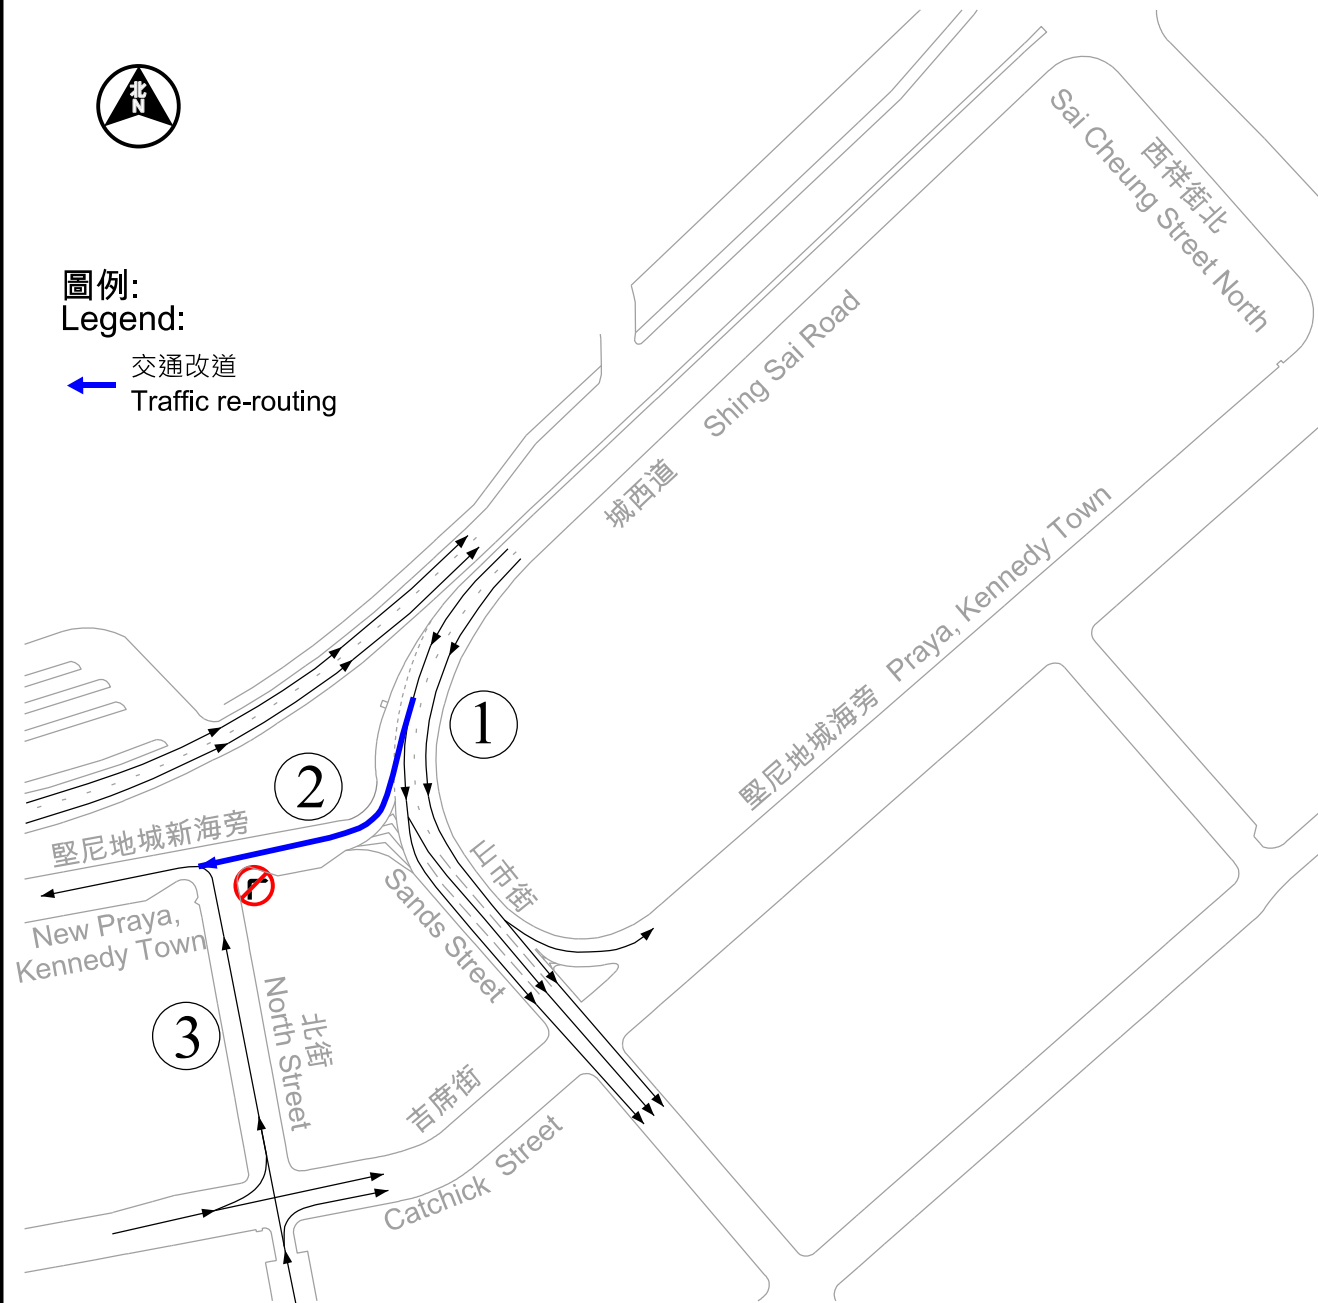 北
N
圖例:
Legend:
交通改道
Traffic re-routing
西祥街北
Sai Cheung Street North
城西道 Shing Sai Road
堅尼地城海旁 Praya, Kennedy Town
1
2
堅尼地城新海旁
New Praya,
Kennedy Town
山市街
Sands Street
3
北街
North Street
吉席街
Catchick Street